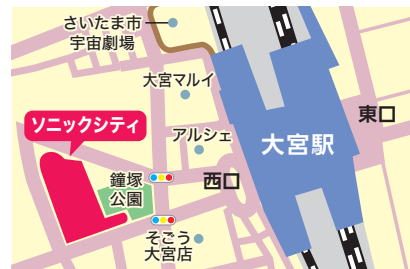 さいたま市
宇宙劇場
大宮マルイ
ソニックシティ
アルシェ
大宮駅
東口
西口
鐘塚
公園
そごう
大宮店